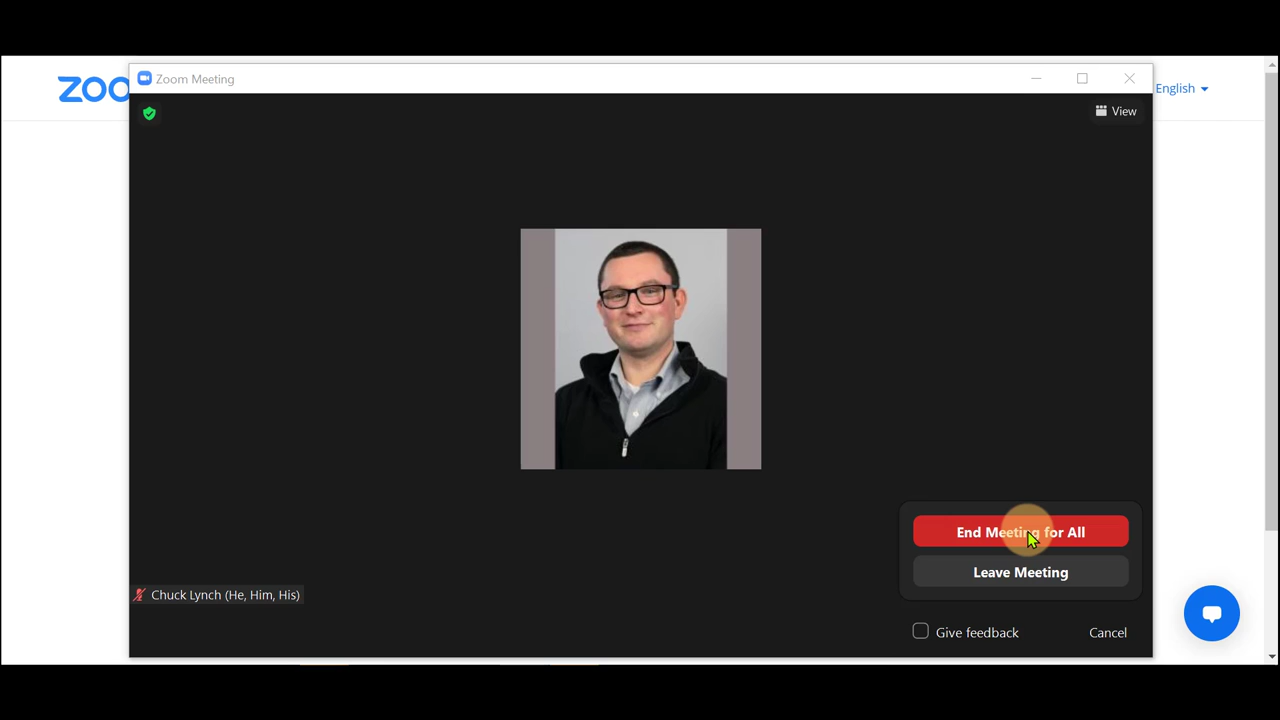 ZOO
Zoom Meeting
English
View
End Meeting for All
Leave Meeting
Chuck Lynch (He, Him, His)
Give feedback
Cancel